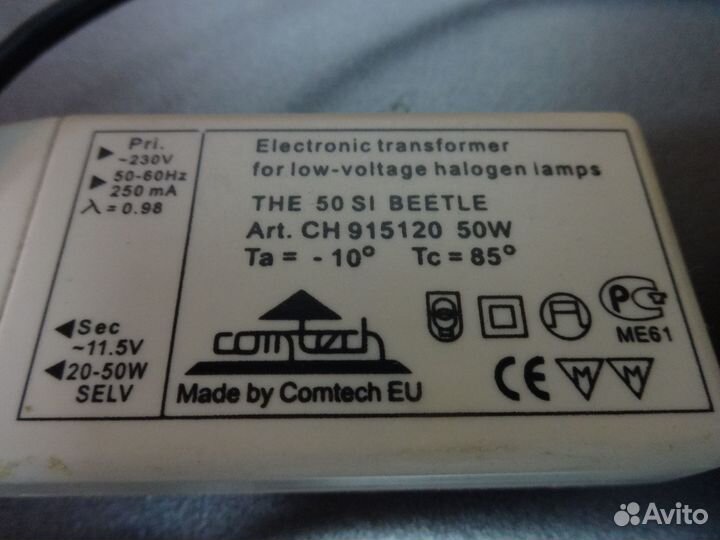 Pri.
~230V
50-60Hz
250 mA
λ = 0.98
Sec
~11.5V
20-50W
SELV
Electronic transformer
for low-voltage halogen lamps
THE 50 SI BEETLE
Art. CH 915120 50W
Ta = - 10° Tc = 85°
comtech
Made by Comtech EU
PC
ME61
CE M M
Avito